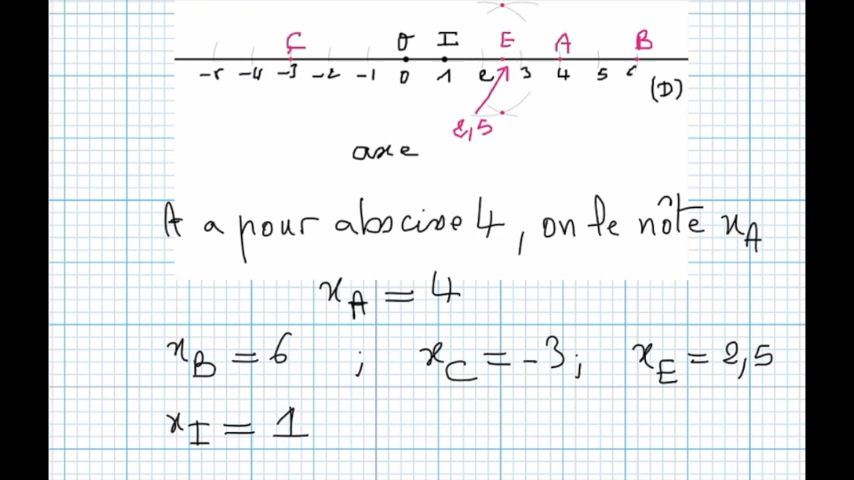 C O I E A B
-5 -4 -3 -2 -1 0 1 2 3 4 5 6
(D)
2,5
axe
A a pour abscisse 4, on le nôte x_A
x_A = 4
x_B = 6 ; x_C = -3 ; x_E = 2,5
x_I = 1